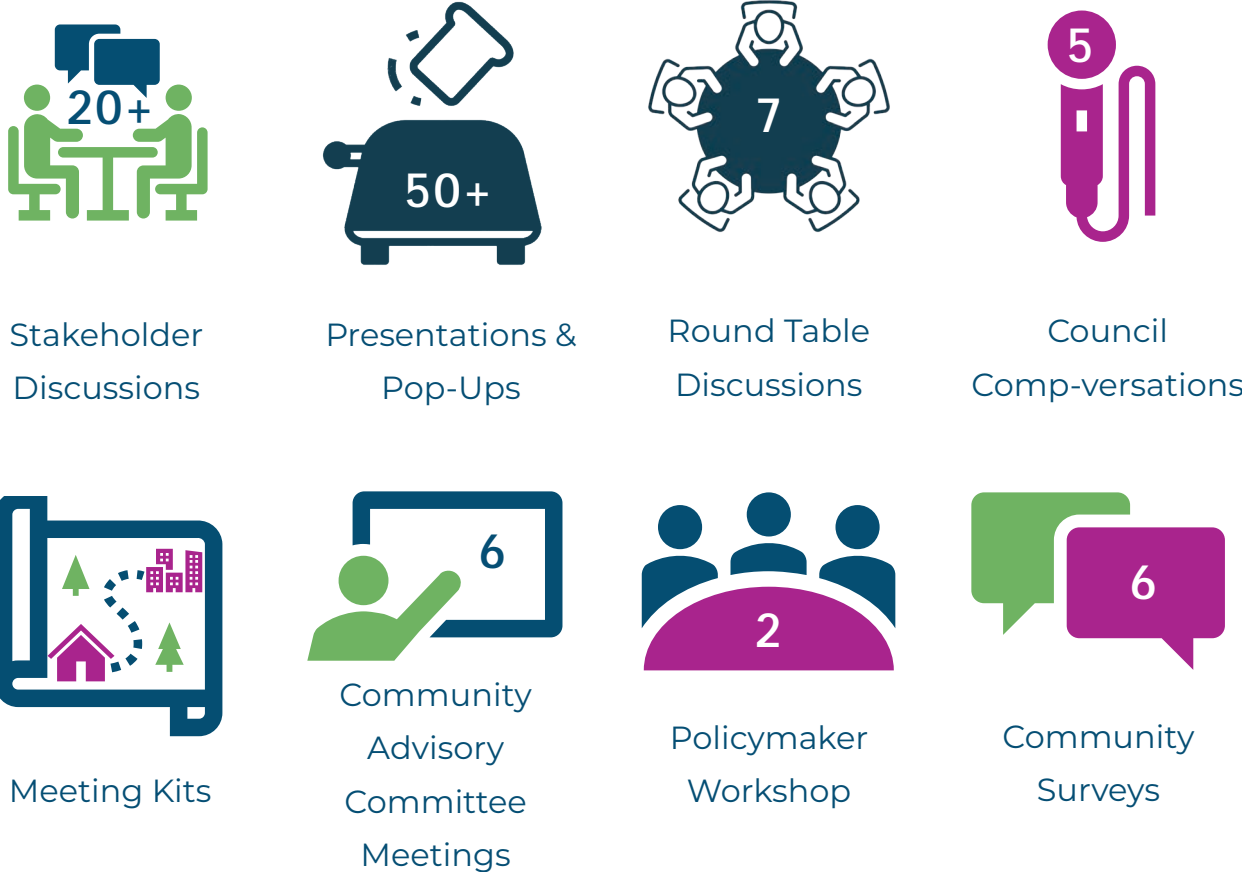 20+
50+
7
5
Stakeholder
Discussions
Presentations &
Pop-Ups
Round Table
Discussions
Council
Comp-versations
6
2
6
Meeting Kits
Community
Advisory
Committee
Meetings
Policymaker
Workshop
Community
Surveys